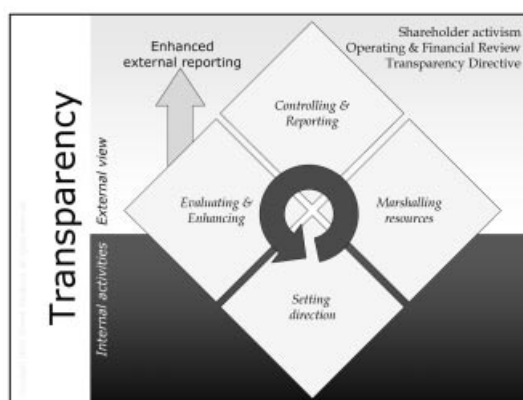 Shareholder activism
Operating & Financial Review
Transparency Directive
Enhanced
external reporting
Controlling &
Reporting
Evaluating &
Enhancing
Marshalling
resources
Setting
direction
Transparency
External view
Internal activities